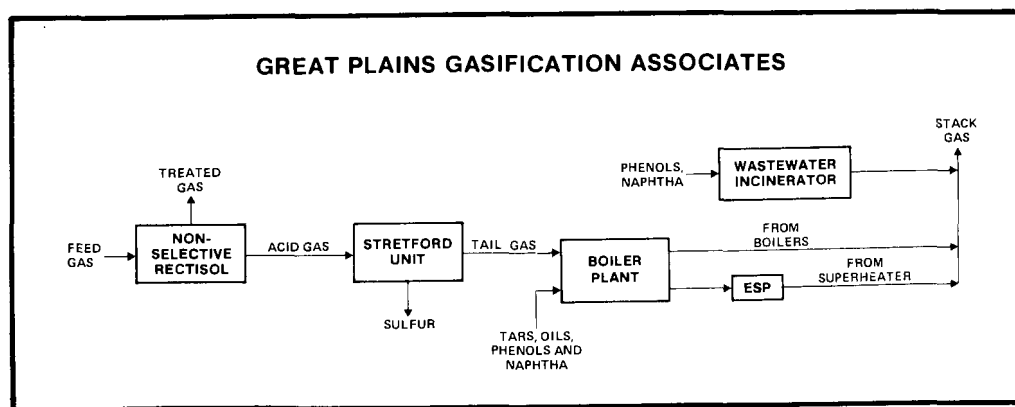 GREAT PLAINS GASIFICATION ASSOCIATES
STACK
GAS
PHENOLS,
NAPHTHA
WASTEWATER
INCINERATOR
TREATED
GAS
FEED
GAS
NON-
SELECTIVE
RECTISOL
ACID GAS
STRETFORD
UNIT
TAIL GAS
BOILER
PLANT
FROM
BOILERS
ESP
FROM
SUPERHEATER
SULFUR
TARS, OILS,
PHENOLS AND
NAPHTHA